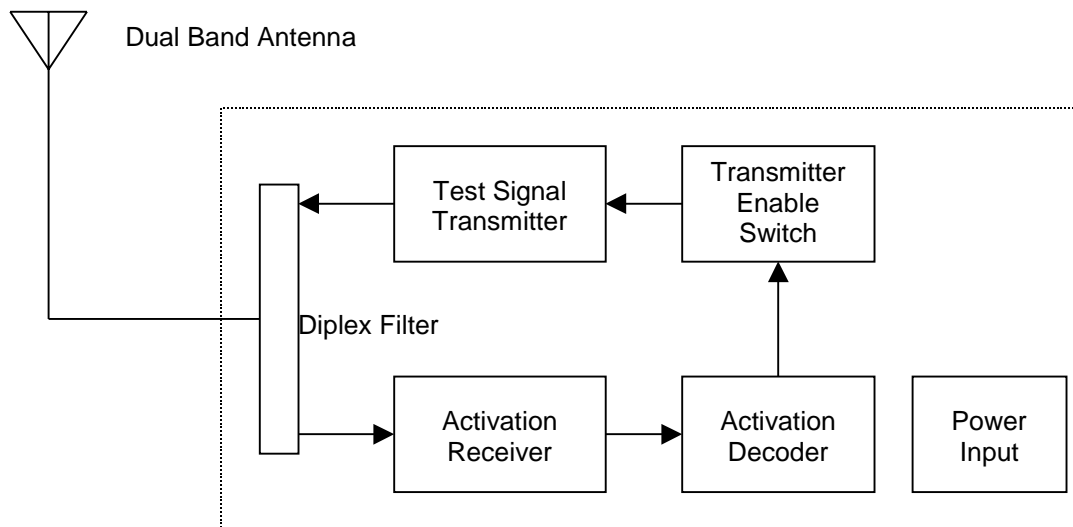 Dual Band Antenna
Test Signal
Transmitter
Transmitter
Enable
Switch
Diplex Filter
Activation
Receiver
Activation
Decoder
Power
Input